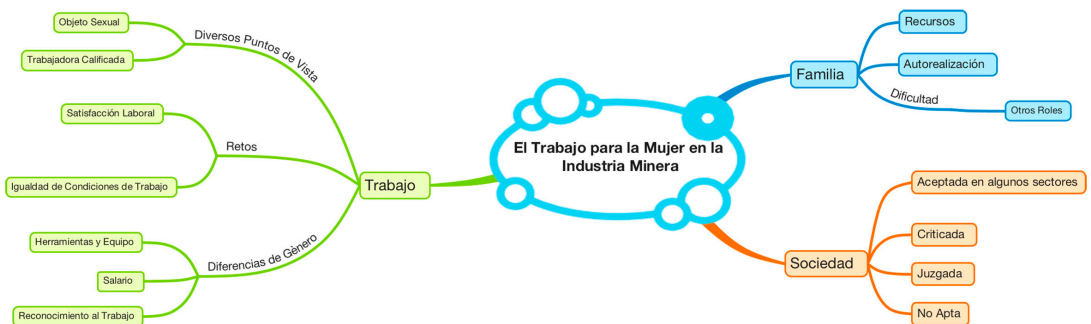 El Trabajo para la Mujer en la
Industria Minera
Familia
Recursos
Autorealización
Dificultad
Otros Roles
Sociedad
Aceptada en algunos sectores
Criticada
Juzgada
No Apta
Trabajo
Diversos Puntos de Vista
Objeto Sexual
Trabajadora Calificada
Retos
Satisfacción Laboral
Igualdad de Condiciones de Trabajo
Diferencias de Gènero
Herramientas y Equipo
Salario
Reconocimiento al Trabajo